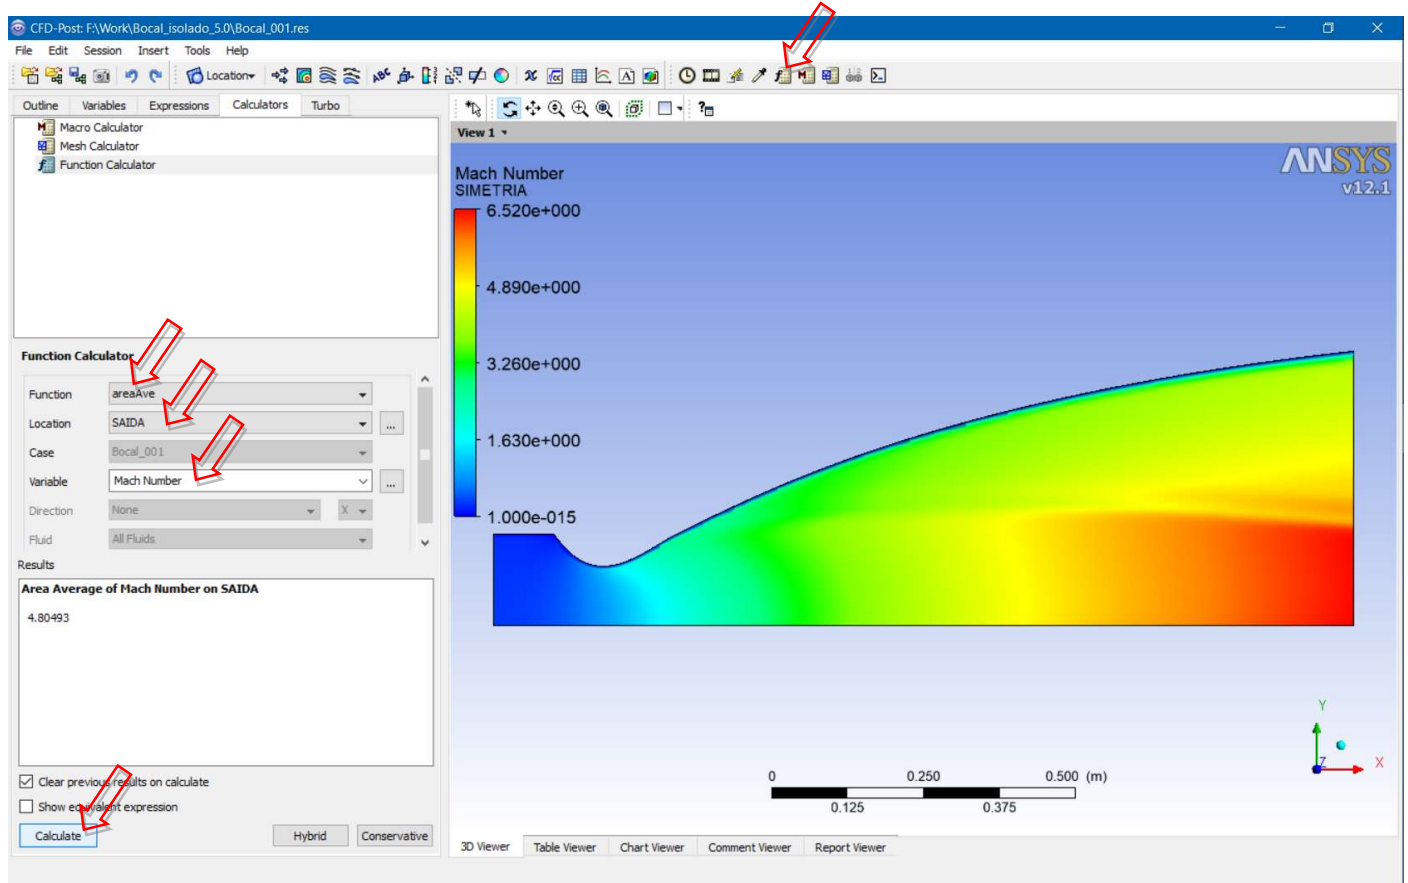 CFD-Post: F:\Work\Bocal_isolado_5.0\Bocal_001.res
File Edit Session Insert Tools Help
Location
Outline Variables Expressions Calculators Turbo
Macro Calculator
Mesh Calculator
Function Calculator
Function Calculator
Function areaAve
Location SAIDA ...
Case Bocal_001
Variable Mach Number ...
Direction None X
Fluid All Fluids
Results
Area Average of Mach Number on SAIDA
4.80493
Clear previous results on calculate
Show equivalent expression
Calculate Hybrid Conservative
View 1
Mach Number
SIMETRIA
6.520e+000
4.890e+000
3.260e+000
1.630e+000
1.000e-015
ANSYS
v12.1
Y
Z X
0 0.250 0.500 (m)
0.125 0.375
3D Viewer Table Viewer Chart Viewer Comment Viewer Report Viewer